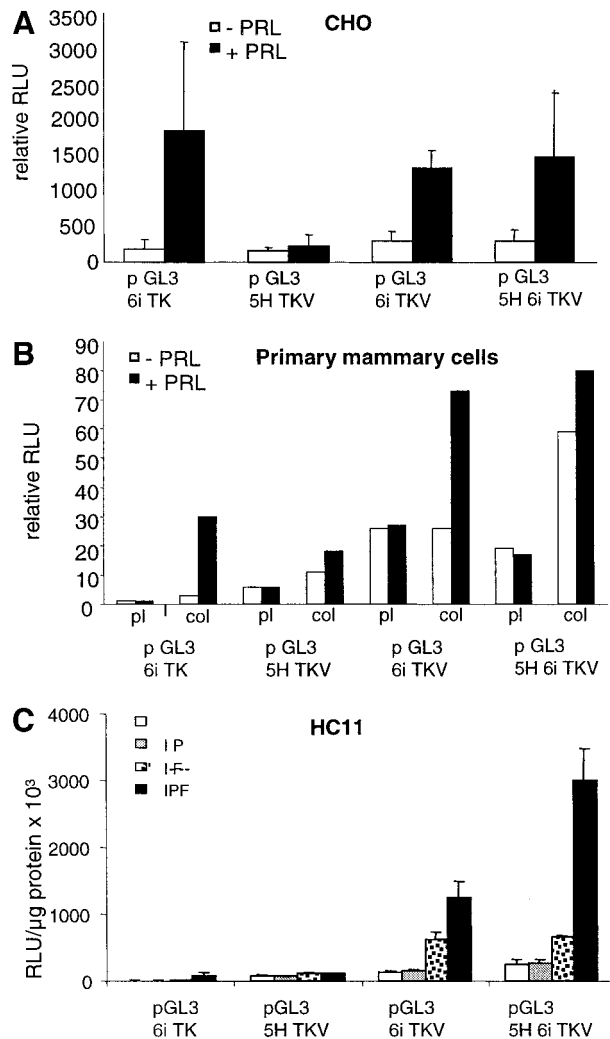 A
CHO
- PRL
+ PRL
relative RLU
3500
3000
2500
2000
1500
1000
500
0
p GL3
6i TK
p GL3
5H TKV
p GL3
6i TKV
p GL3
5H 6i TKV
B
Primary mammary cells
- PRL
+ PRL
relative RLU
90
80
70
60
50
40
30
20
10
0
pl
col
pl
col
pl
col
pl
col
p GL3
6i TK
p GL3
5H TKV
p GL3
6i TKV
p GL3
5H 6i TKV
C
HC11
I P
I-F-
IPF
RLU/µg protein x 10³
4000
3000
2000
1000
0
pGL3
6i TK
pGL3
5H TKV
pGL3
6i TKV
pGL3
5H 6i TKV